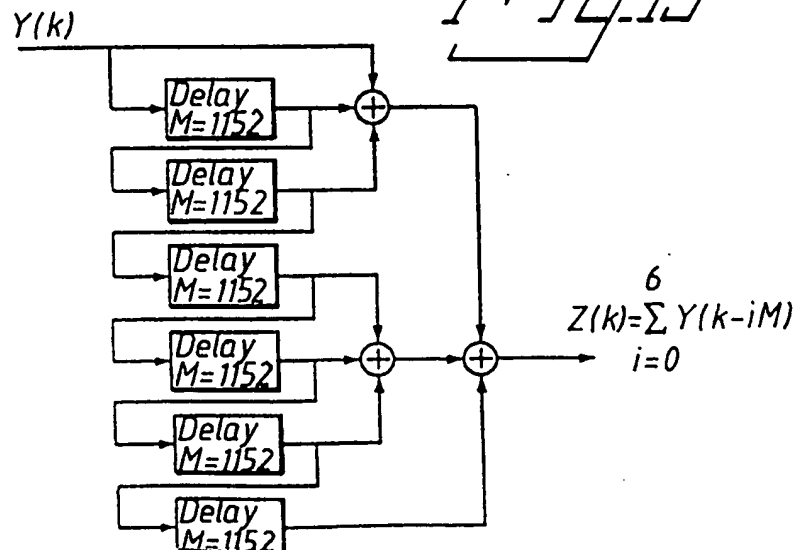 Y(k)
Delay
M=1152
Delay
M=1152
Delay
M=1152
Delay
M=1152
Delay
M=1152
Delay
M=1152
6
Z(k)=Σ Y(k-iM)
i=0